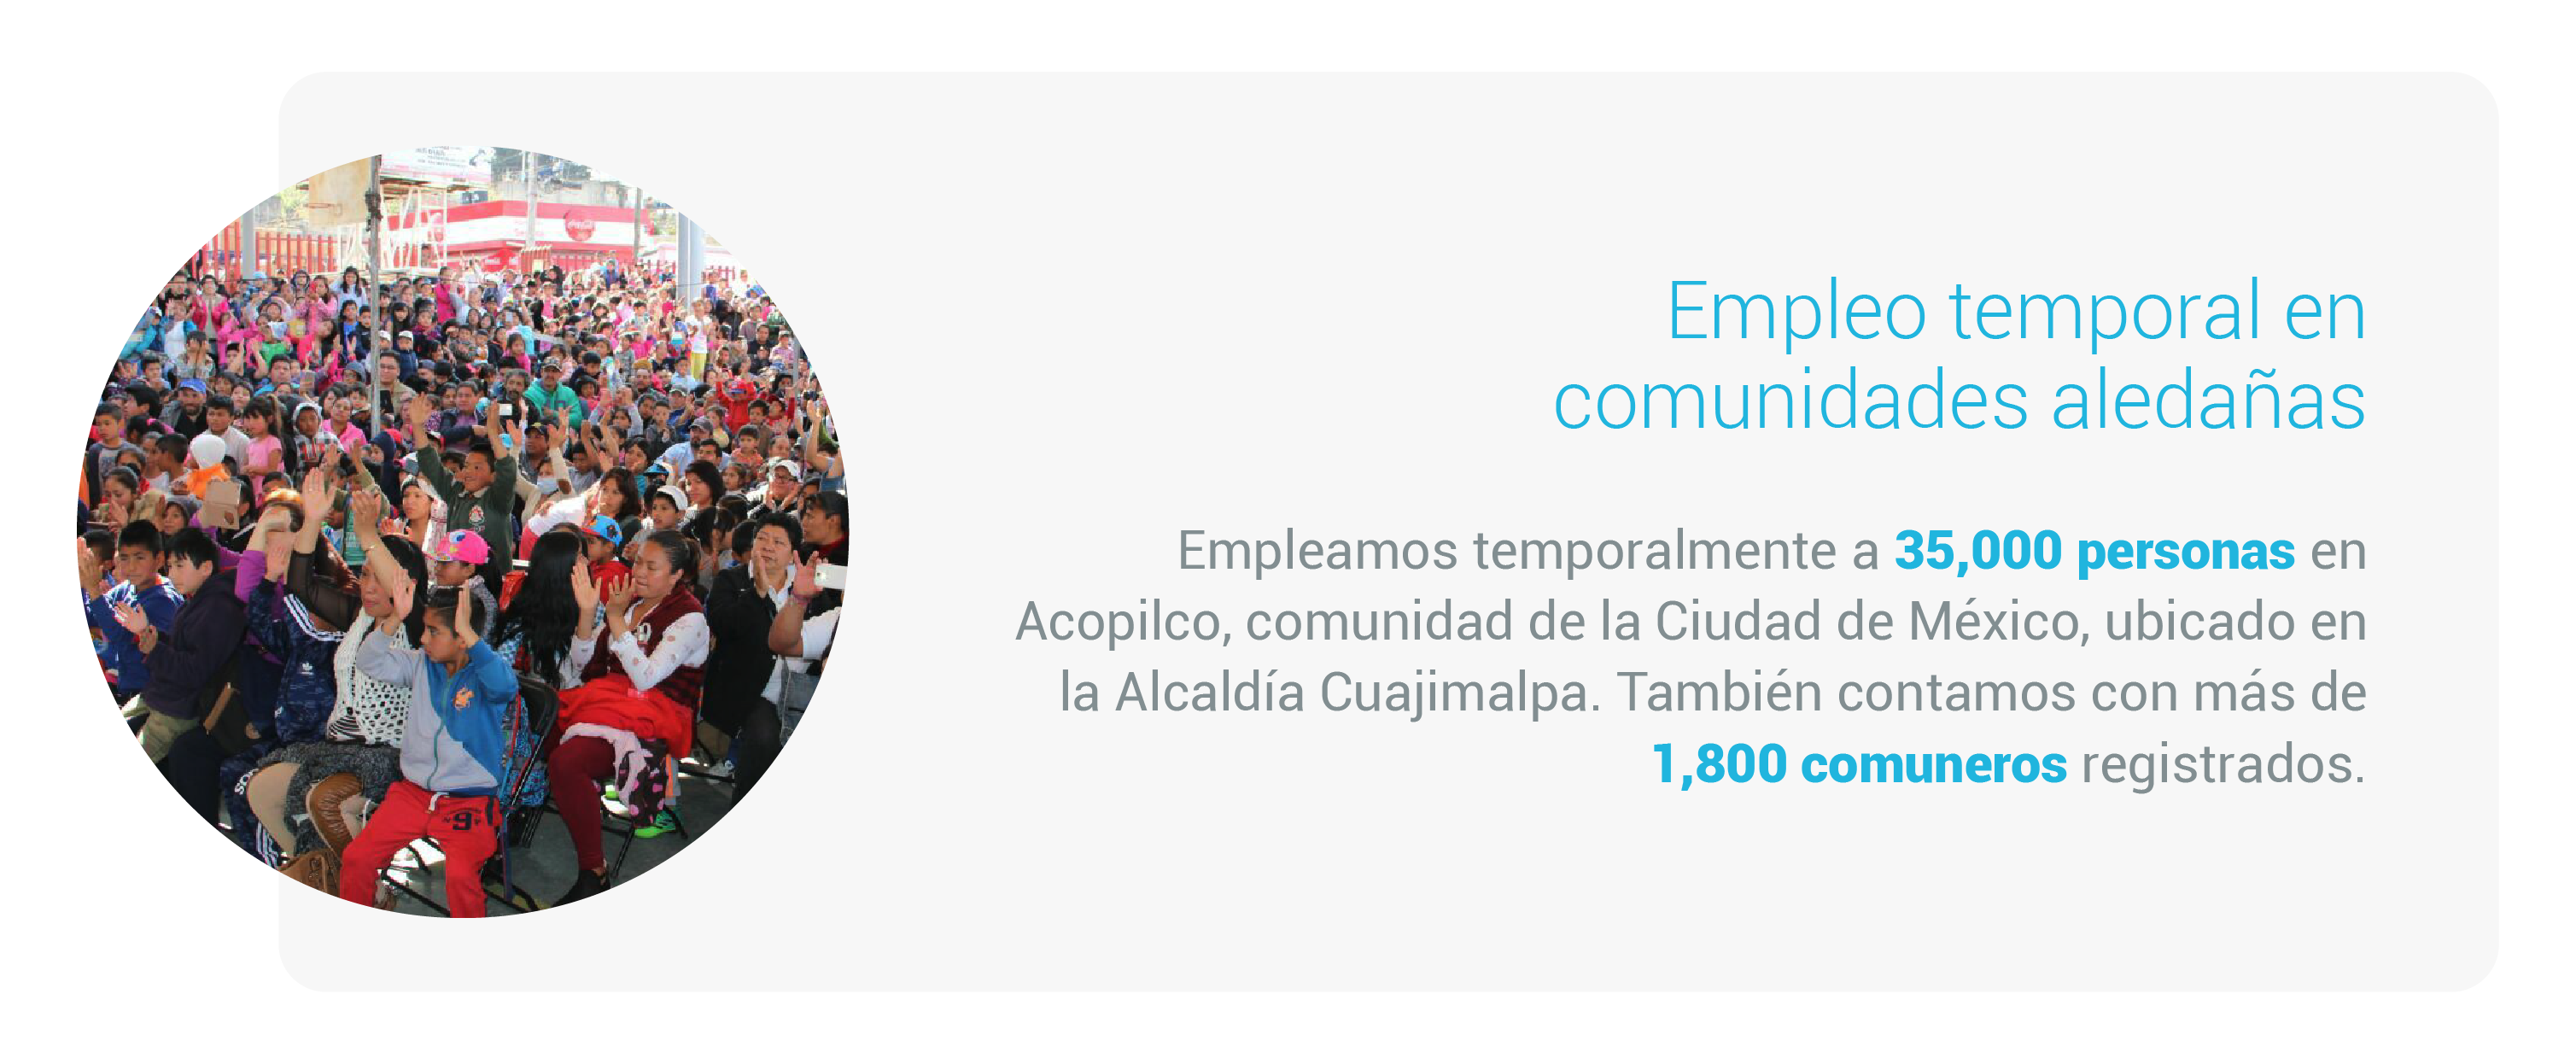 Empleo temporal en
comunidades aledañas
Empleamos temporalmente a 35,000 personas en
Acopilco, comunidad de la Ciudad de México, ubicado en
la Alcaldía Cuajimalpa. También contamos con más de
1,800 comuneros registrados.